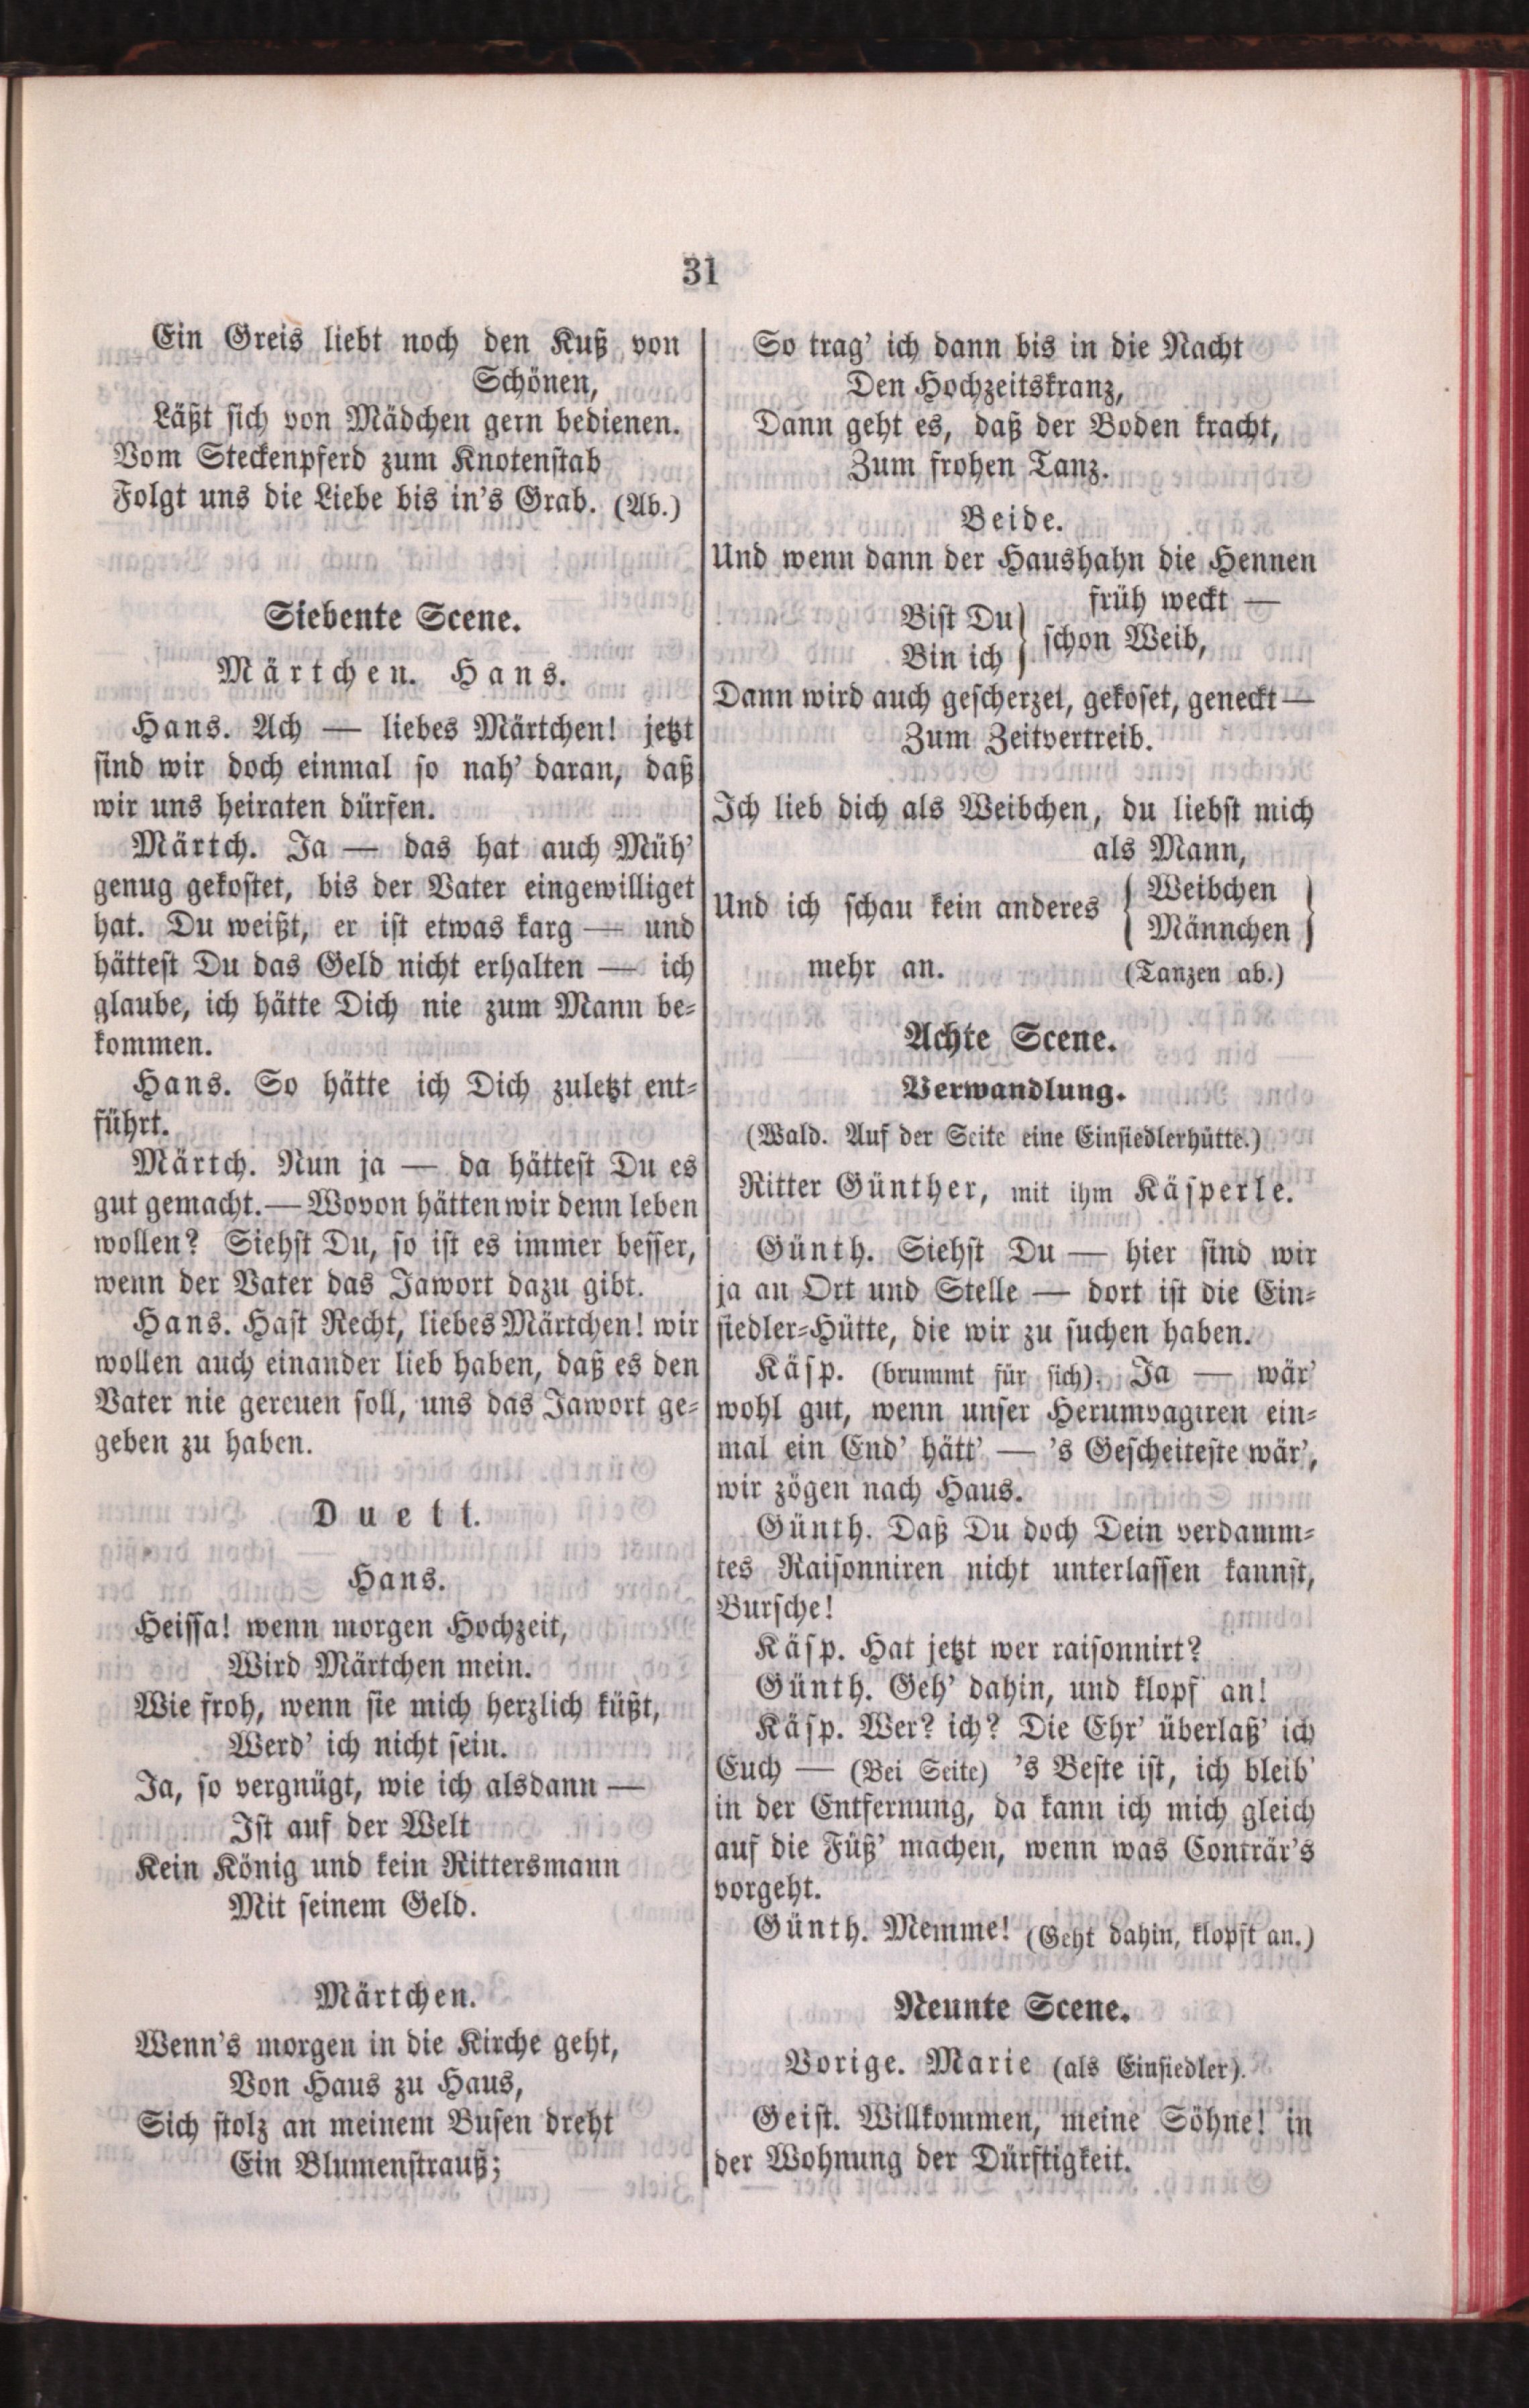 31
Ein Greis liebt noch den Kuß von
Schönen,
Läßt sich von Mädchen gern bedienen.
Vom Steckenpferd zum Knotenstab
Folgt uns die Liebe bis in's Grab. (Ab.)
Siebente Scene.
Märtchen. Hans.
Hans. Ach — liebes Märtchen! jetzt
sind wir doch einmal so nah' daran, daß
wir uns heiraten dürfen.
Märtch. Ja — das hat auch Müh'
genug gekostet, bis der Vater eingewilliget
hat. Du weißt, er ist etwas karg — und
hättest Du das Geld nicht erhalten — ich
glaube, ich hätte Dich nie zum Mann be-
kommen.
Hans. So hätte ich Dich zuletzt ent-
führt.
Märtch. Nun ja — da hättest Du es
gut gemacht. — Wovon hätten wir denn leben
wollen? Siehst Du, so ist es immer besser,
wenn der Vater das Jawort dazu gibt.
Hans. Hast Recht, liebes Märtchen! wir
wollen auch einander lieb haben, daß es den
Vater nie gereuen soll, uns das Jawort ge-
geben zu haben.
Duett.
Hans.
Heissa! wenn morgen Hochzeit,
Wird Märtchen mein.
Wie froh, wenn sie mich herzlich küßt,
Werd' ich nicht sein.
Ja, so vergnügt, wie ich alsdann —
Ist auf der Welt
Kein König und kein Rittersmann
Mit seinem Geld.
Märtchen.
Wenn's morgen in die Kirche geht,
Von Haus zu Haus,
Sich stolz an meinem Busen dreht
Ein Blumenstrauß;
So trag' ich dann bis in die Nacht
Den Hochzeitskranz,
Dann geht es, daß der Boden kracht,
Zum frohen Tanz.
Beide.
Und wenn dann der Haushahn die Hennen
früh weckt —
Bist Du
Bin ich } schon Weib,
Dann wird auch gescherzet, gekoset, geneckt —
Zum Zeitvertreib.
Ich lieb dich als Weibchen, du liebst mich
als Mann,
Und ich schau kein anderes { Weibchen
Männchen }
mehr an. (Tanzen ab.)
Achte Scene.
Verwandlung.
(Wald. Auf der Seite eine Einsiedlerhütte.)
Ritter Günther, mit ihm Käsperle.
Günth. Siehst Du — hier sind wir
ja an Ort und Stelle — dort ist die Ein-
siedler-Hütte, die wir zu suchen haben.
Käsp. (brummt für sich). Ja — wär'
wohl gut, wenn unser Herumvagiren ein-
mal ein End' hätt' — 's Gescheiteste wär',
wir zögen nach Haus.
Günth. Daß Du doch Dein verdamm-
tes Raisonniren nicht unterlassen kannst,
Bursche!
Käsp. Hat jetzt wer raisonnirt?
Günth. Geh' dahin, und klopf an!
Käsp. Wer? ich? Die Ehr' überlaß' ich
Euch — (Bei Seite) 's Beste ist, ich bleib'
in der Entfernung, da kann ich mich gleich
auf die Füß' machen, wenn was Conträr's
vorgeht.
Günth. Memme! (Geht dahin, klopft an.)
Neunte Scene.
Vorige. Marie (als Einsiedler).
Geist. Willkommen, meine Söhne! in
der Wohnung der Dürftigkeit.